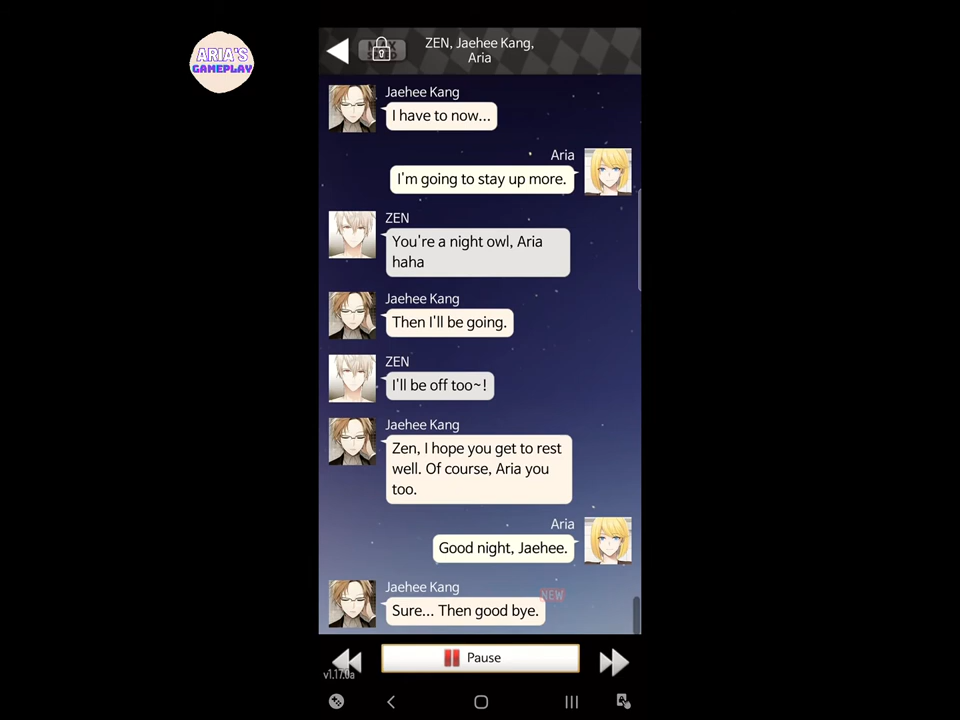 ARIA'S
GAMEPLAY
ZEN, Jaehee Kang,
Aria
Jaehee Kang
I have to now...
Aria
I'm going to stay up more.
ZEN
You're a night owl, Aria
haha
Jaehee Kang
Then I'll be going.
ZEN
I'll be off too~!
Jaehee Kang
Zen, I hope you get to rest
well. Of course, Aria you
too.
Aria
Good night, Jaehee.
Jaehee Kang
NEW
Sure... Then good bye.
Pause
v1.17.0a